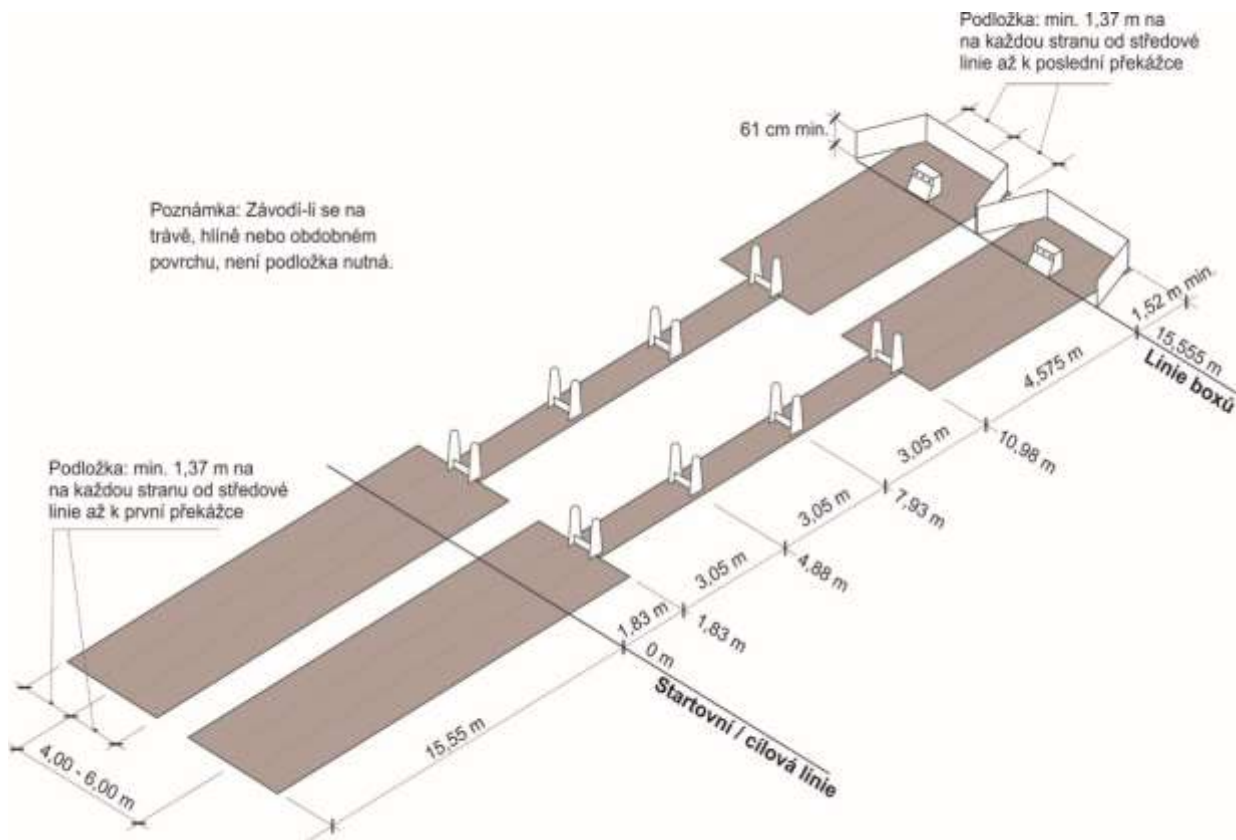 Podložka: min. 1,37 m na
na každou stranu od středové
linie až k poslední překážce
61 cm min.
Poznámka: Závodí-li se na
trávě, hlíně nebo obdobném
povrchu, není podložka nutná.
1,52 m min.
15,555 m
Línie boxů
4,575 m
10,98 m
3,05 m
7,93 m
3,05 m
4,88 m
3,05 m
1,83 m
1,83 m
0 m
Startovní / cílová línie
Podložka: min. 1,37 m na
na každou stranu od středové
linie až k první překážce
15,55 m
4,00 - 6,00 m